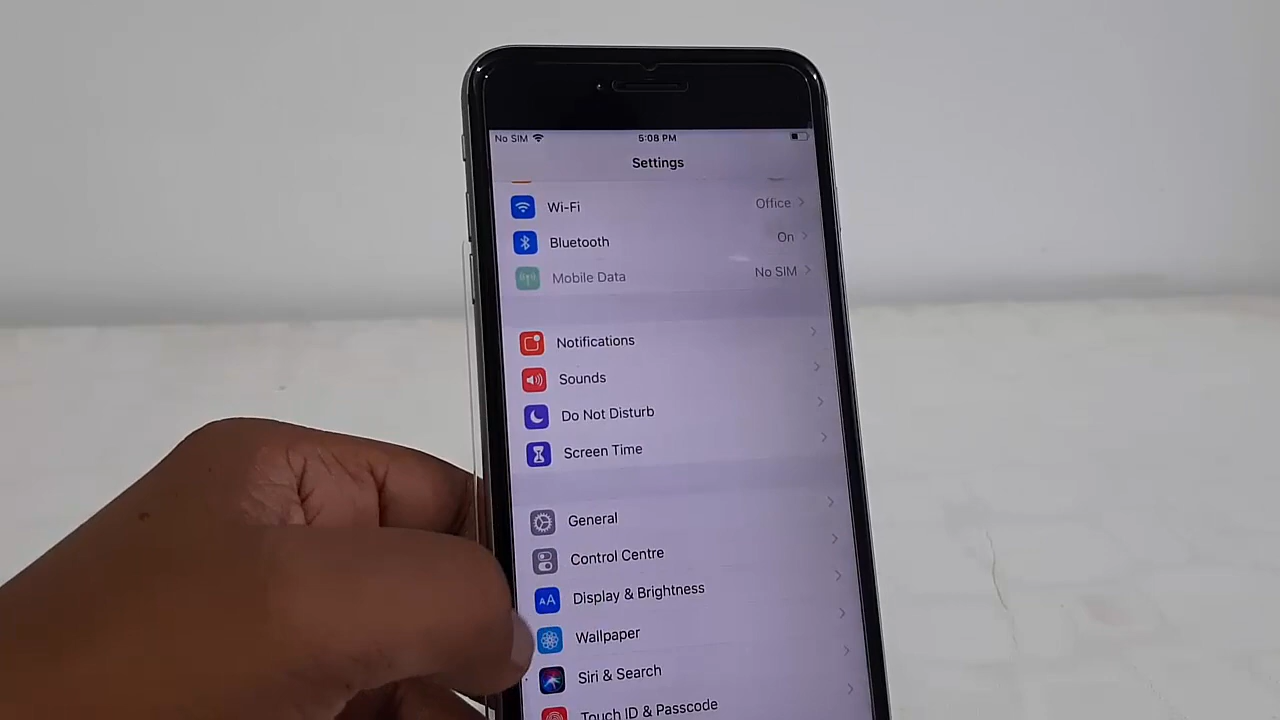 No SIM 5:08 PM
Settings
Wi-Fi Office
Bluetooth On
Mobile Data No SIM
Notifications
Sounds
Do Not Disturb
Screen Time
General
Control Centre
AA Display & Brightness
Wallpaper
Siri & Search
Touch ID & Passcode